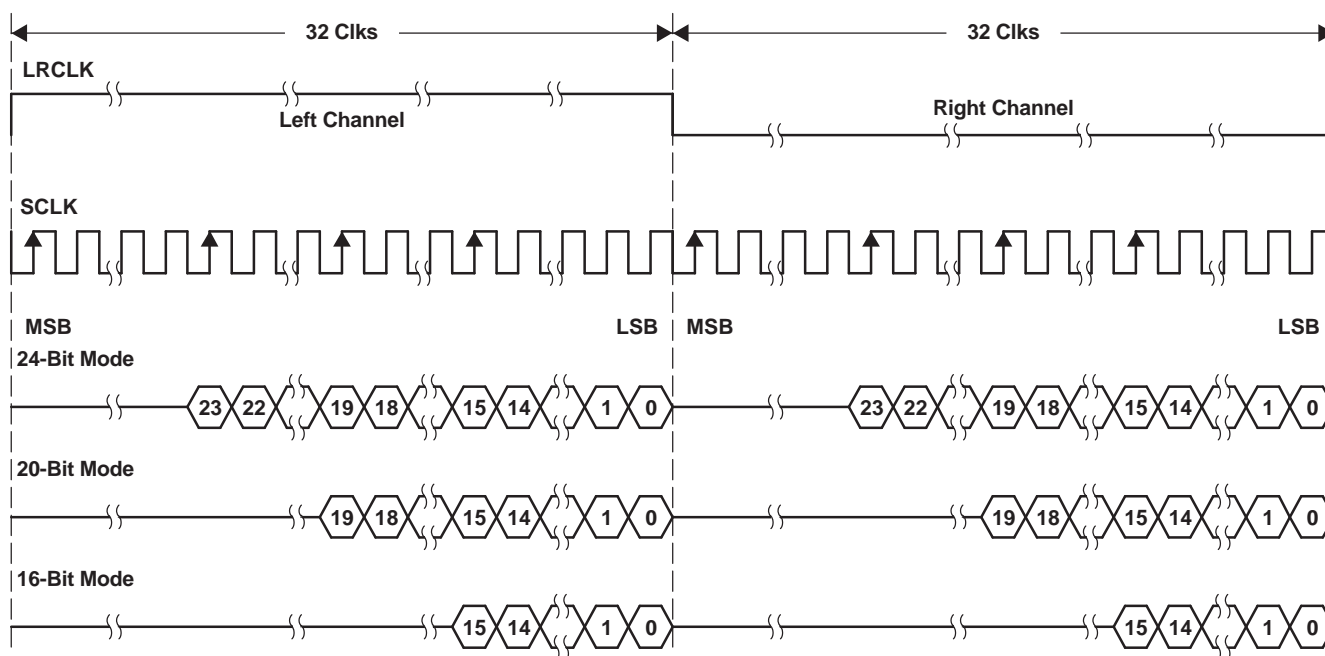 32 Clks 32 Clks
LRCLK
Left Channel Right Channel
SCLK
MSB LSB MSB LSB
24-Bit Mode
23 22 19 18 15 14 1 0 23 22 19 18 15 14 1 0
20-Bit Mode
19 18 15 14 1 0 19 18 15 14 1 0
16-Bit Mode
15 14 1 0 15 14 1 0